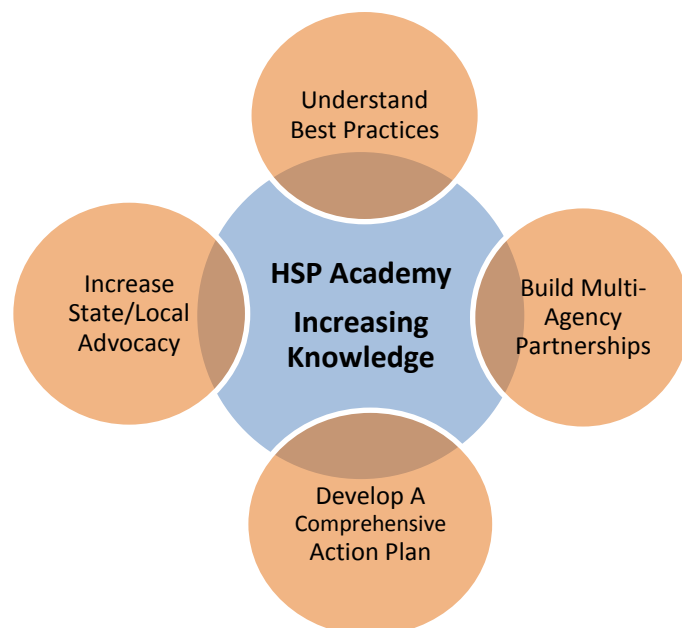 Understand
Best Practices
HSP Academy
Increasing
Knowledge
Increase
State/Local
Advocacy
Build Multi-
Agency
Partnerships
Develop A
Comprehensive
Action Plan